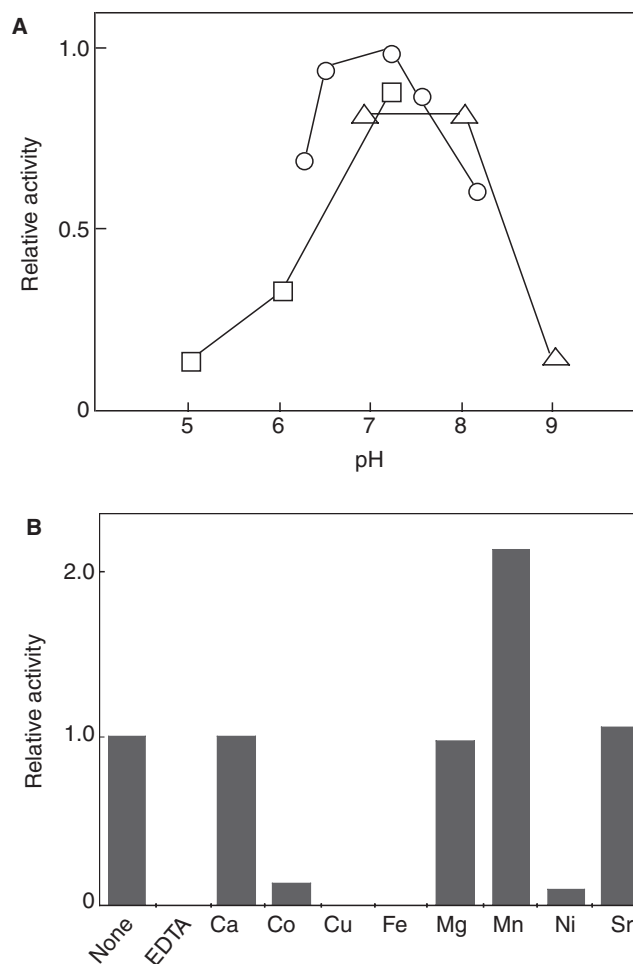 A
Relative activity
1.0
0.5
0
5 6 7 8 9
pH
B
Relative activity
2.0
1.0
0
None EDTA Ca Co Cu Fe Mg Mn Ni Sn